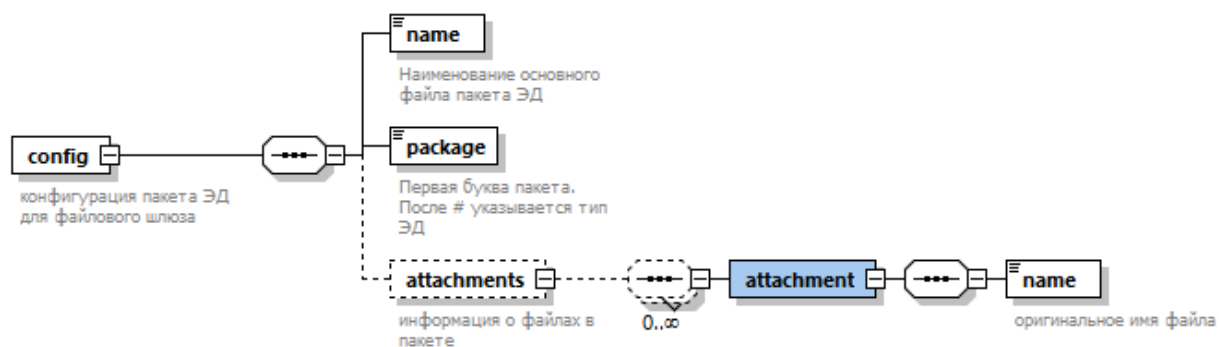 name
Наименование основного
файла пакета ЭД
config
конфигурация пакета ЭД
для файлового шлюза
package
Первая буква пакета.
После # указывается тип
ЭД
attachments
информация о файлах в
пакете
0..∞
attachment
name
оригинальное имя файла